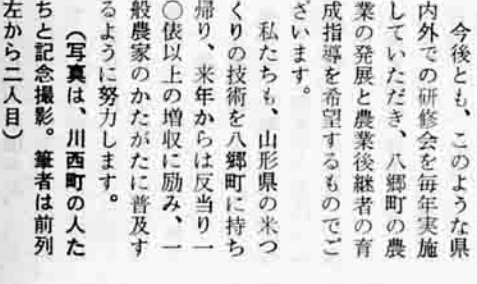 今後とも、このような県
内外での研修会を毎年実施
していただき、八郷町の農
業の発展と農業後継者の育
成指導を希望するものでご
ざいます。
私たちも、山形県の米つ
くりの技術を八郷町に持ち
帰り、来年からは反当り一
〇俵以上の増収に励み、一
般農家のかたがたに普及す
るように努力します。
(写真は、川西町の人た
ちと記念撮影。筆者は前列
左から二人目)